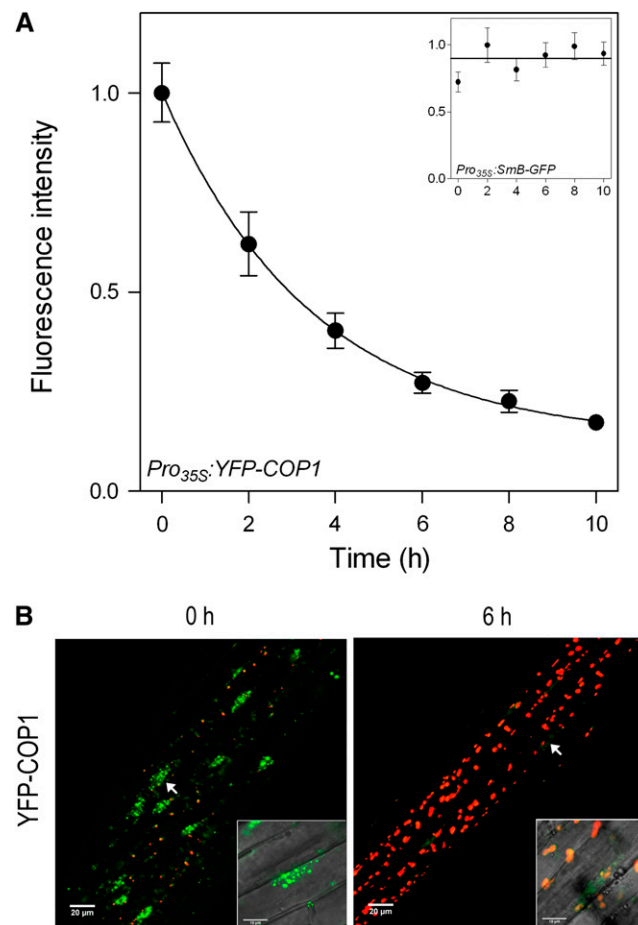 A
Fluorescence intensity
1.0
0.5
0.0
0 2 4 6 8 10
Time (h)
Pro35S:YFP-COP1
1.0
0.5
0.0
Pro35S:SmB-GFP
0 2 4 6 8 10
B
0 h
6 h
YFP-COP1
20 µm
20 µm